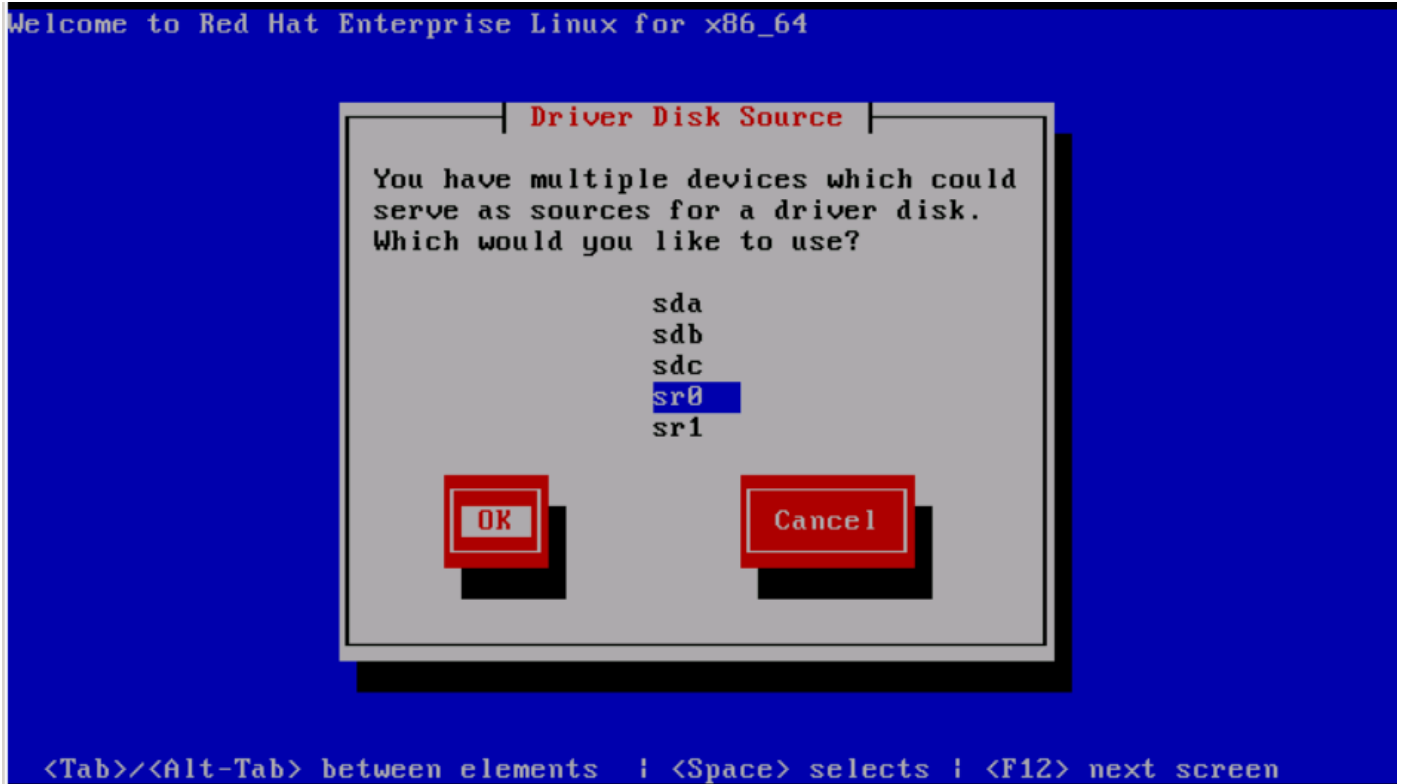 Welcome to Red Hat Enterprise Linux for x86_64
Driver Disk Source
You have multiple devices which could
serve as sources for a driver disk.
Which would you like to use?
sda
sdb
sdc
sr0
sr1
OK
Cancel
<Tab>/<Alt-Tab> between elements | <Space> selects | <F12> next screen